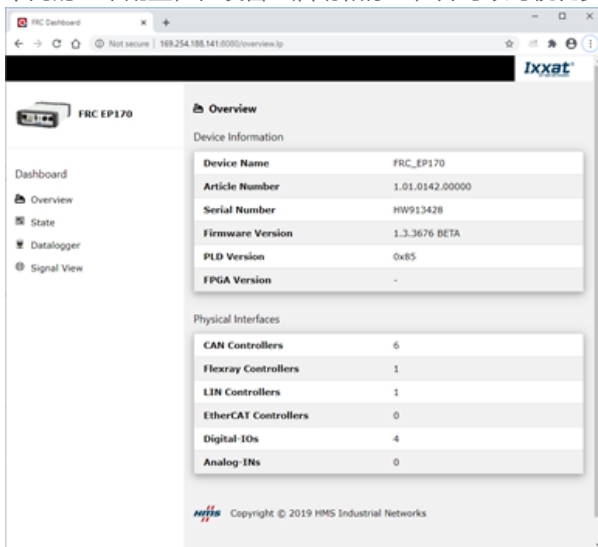 FRC Dashboard
Not secure | 169.254.188.141:8080/overview.lp
Ixxat
FRC EP170
Dashboard
Overview
State
Datalogger
Signal View
Overview
Device Information
Device Name FRC_EP170
Article Number 1.01.0142.00000
Serial Number HW913428
Firmware Version 1.3.3676 BETA
PLD Version 0x85
FPGA Version -
Physical Interfaces
CAN Controllers 6
Flexray Controllers 1
LIN Controllers 1
EtherCAT Controllers 0
Digital-IOs 4
Analog-INs 0
HMS Copyright © 2019 HMS Industrial Networks